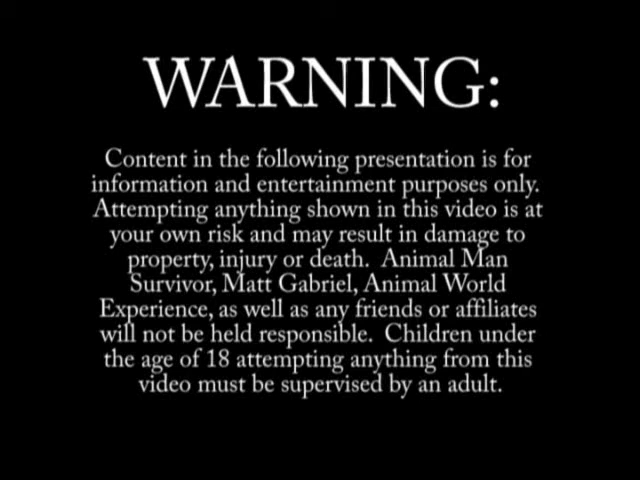 WARNING:
Content in the following presentation is for
information and entertainment purposes only.
Attempting anything shown in this video is at
your own risk and may result in damage to
property, injury or death. Animal Man
Survivor, Matt Gabriel, Animal World
Experience, as well as any friends or affiliates
will not be held responsible. Children under
the age of 18 attempting anything from this
video must be supervised by an adult.